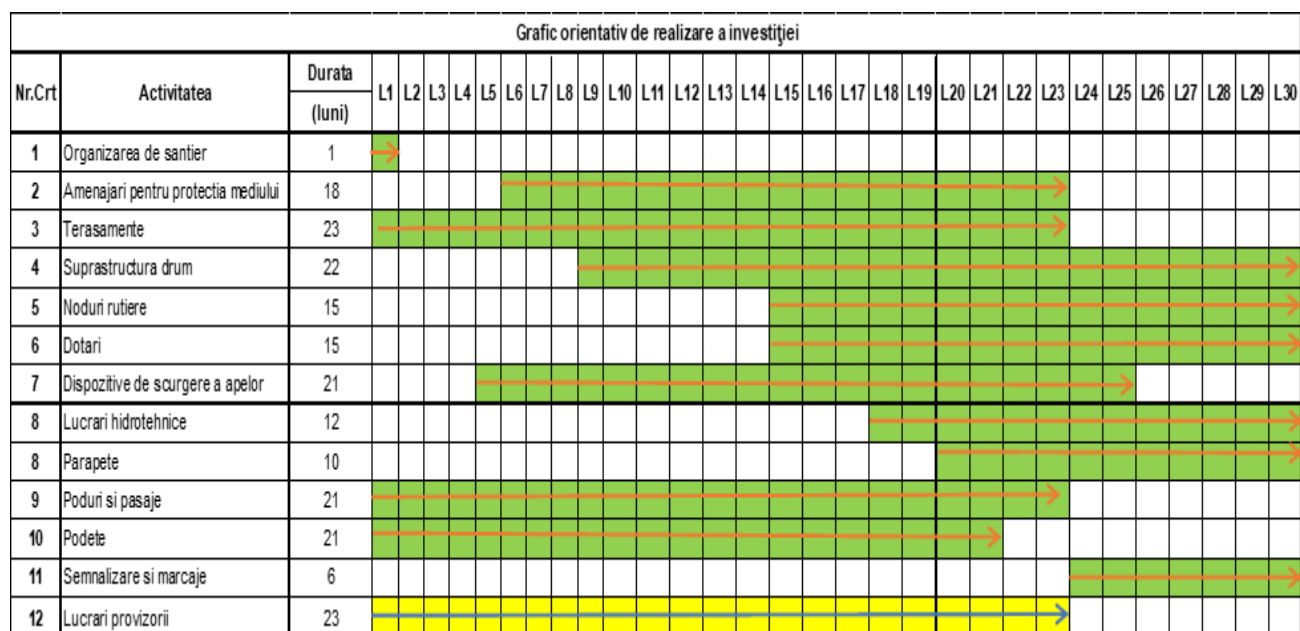 Grafic orientativ de realizare a investiţiei
Nr.Crt Activitatea Durata (luni) L1 L2 L3 L4 L5 L6 L7 L8 L9 L10 L11 L12 L13 L14 L15 L16 L17 L18 L19 L20 L21 L22 L23 L24 L25 L26 L27 L28 L29 L30
1 Organizarea de santier 1
2 Amenajari pentru protectia mediului 18
3 Terasamente 23
4 Suprastructura drum 22
5 Noduri rutiere 15
6 Dotari 15
7 Dispozitive de scurgere a apelor 21
8 Lucrari hidrotehnice 12
8 Parapete 10
9 Poduri si pasaje 21
10 Podete 21
11 Semnalizare si marcaje 6
12 Lucrari provizorii 23